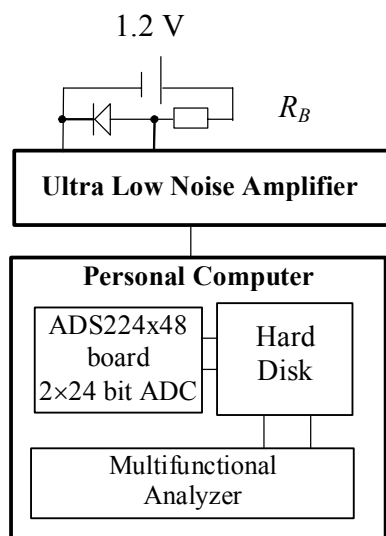 1.2 V
R_B
Ultra Low Noise Amplifier
Personal Computer
ADS224x48
board
2×24 bit ADC
Hard
Disk
Multifunctional
Analyzer